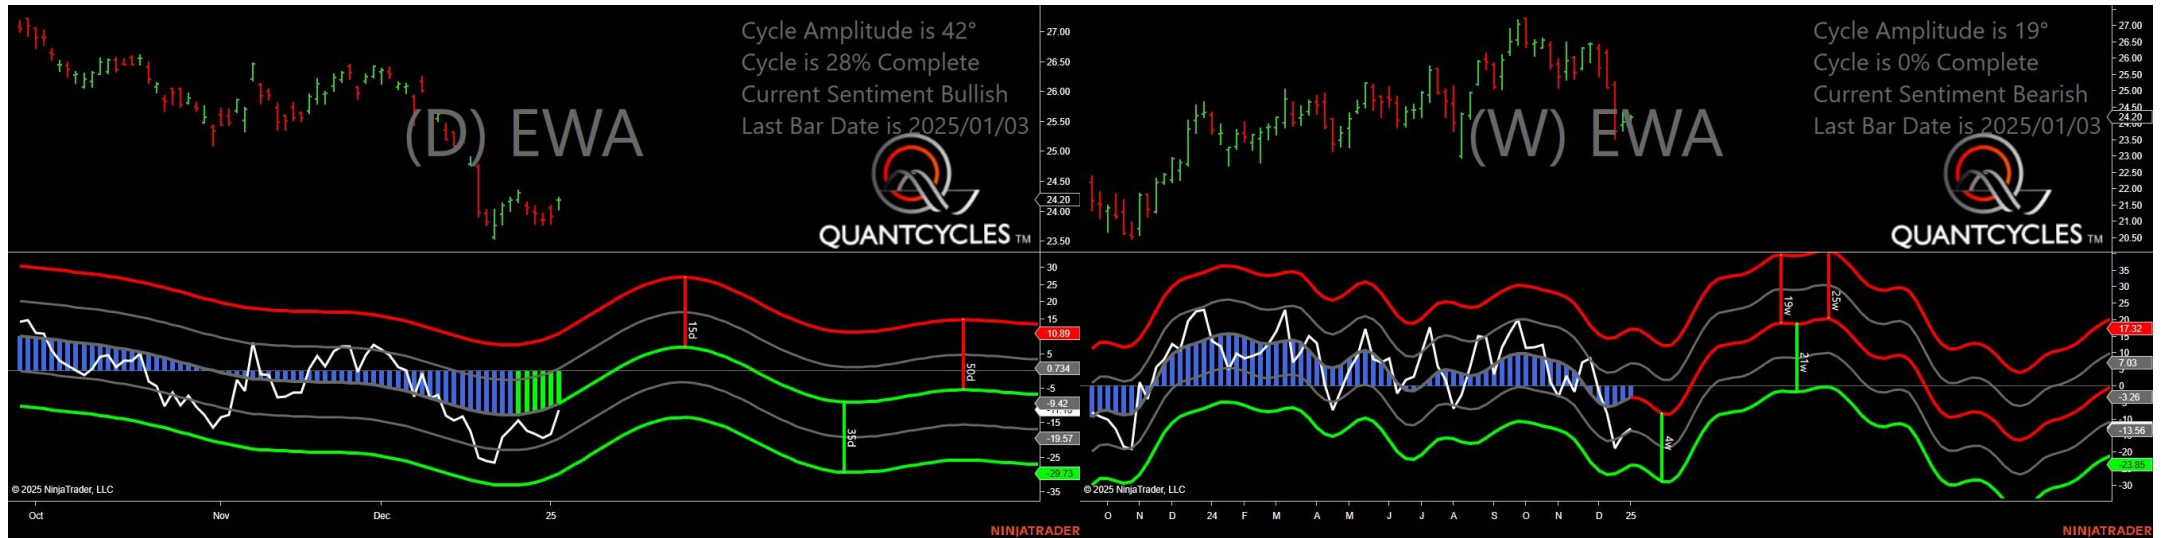 Cycle Amplitude is 42°
Cycle is 28% Complete
Current Sentiment Bullish
Last Bar Date is 2025/01/03
(D) EWA
QUANTCYCLES TM
27.00
26.50
26.00
25.50
25.00
24.50
24.20
24.00
23.50
30
25
20
15
10.89
5
0.734
-5
-9.42
-15
-19.57
-25
-29.73
-35
15d
35d
50d
© 2025 NinjaTrader, LLC
Oct Nov Dec 25
NINJATRADER
Cycle Amplitude is 19°
Cycle is 0% Complete
Current Sentiment Bearish
Last Bar Date is 2025/01/03
(W) EWA
QUANTCYCLES TM
27.00
26.50
26.00
25.50
25.00
24.50
24.20
23.50
23.00
22.50
22.00
21.50
21.00
20.50
35
30
25
20
17.32
15
10
7.03
0
-3.26
-10
-13.56
-20
-23.85
-30
4w
19w
21w
25w
© 2025 NinjaTrader, LLC
O N D 24 F M A M J J A S O N D 25
NINJATRADER